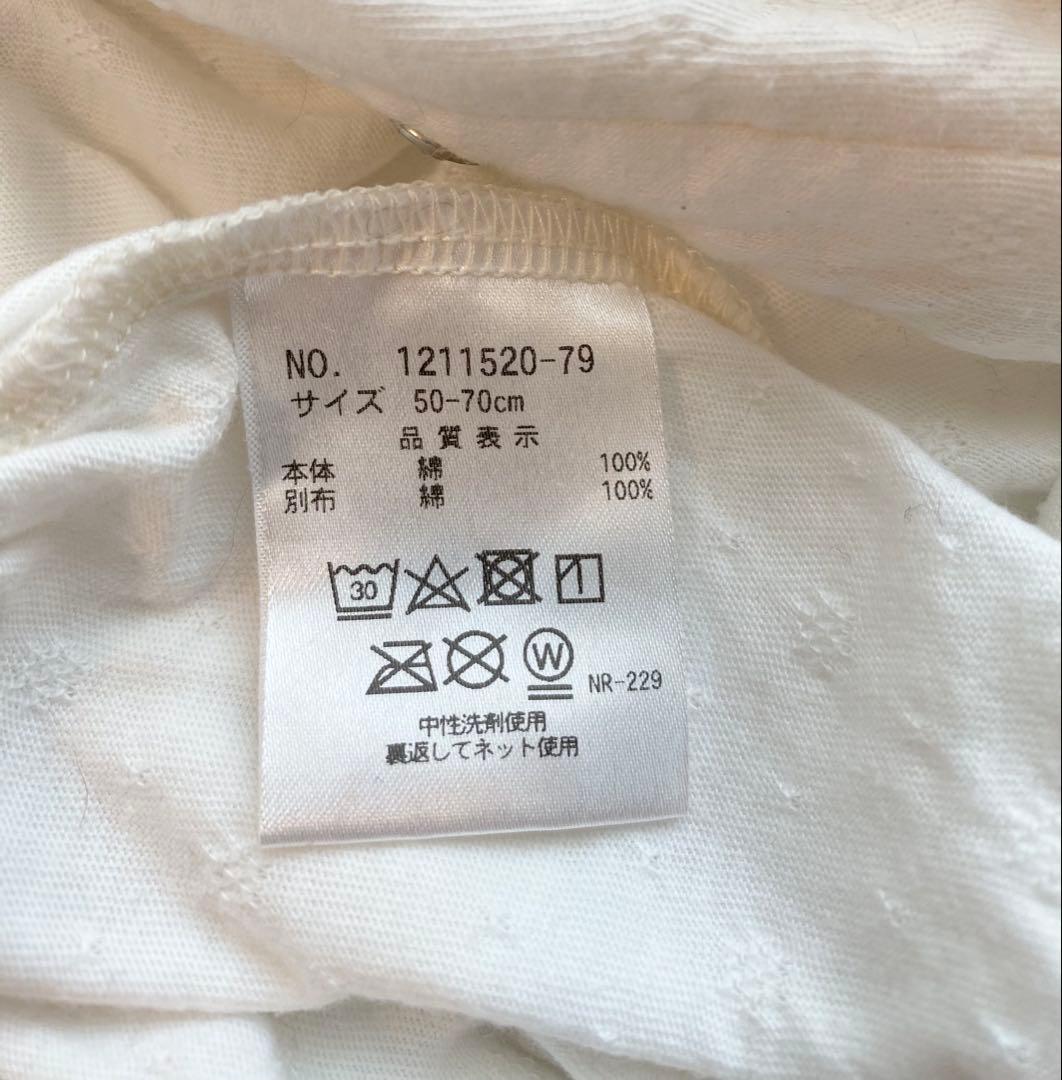 NO. 1211520-79
サイズ 50-70cm
品質表示
本体 綿 100%
別布 綿 100%
30
W NR-229
中性洗剤使用
裏返してネット使用